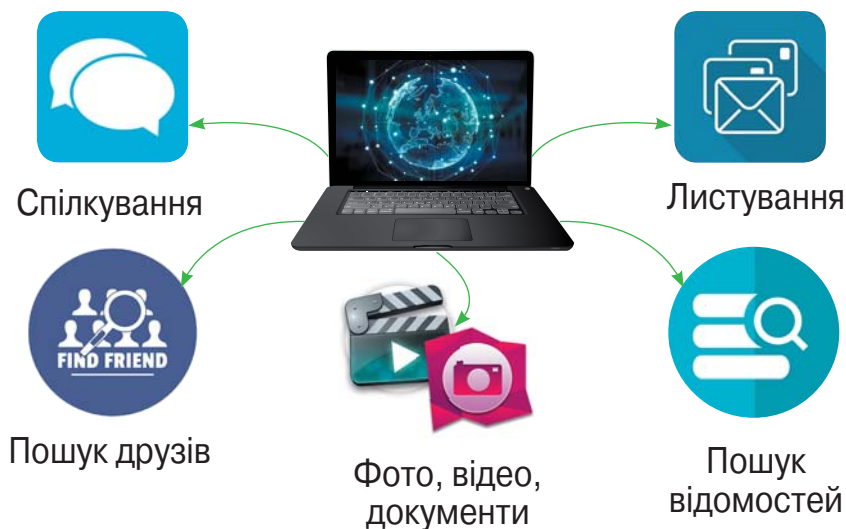 Спілкування
Листування
FIND FRIEND
Пошук друзів
Фото, відео,
документи
Пошук
відомостей